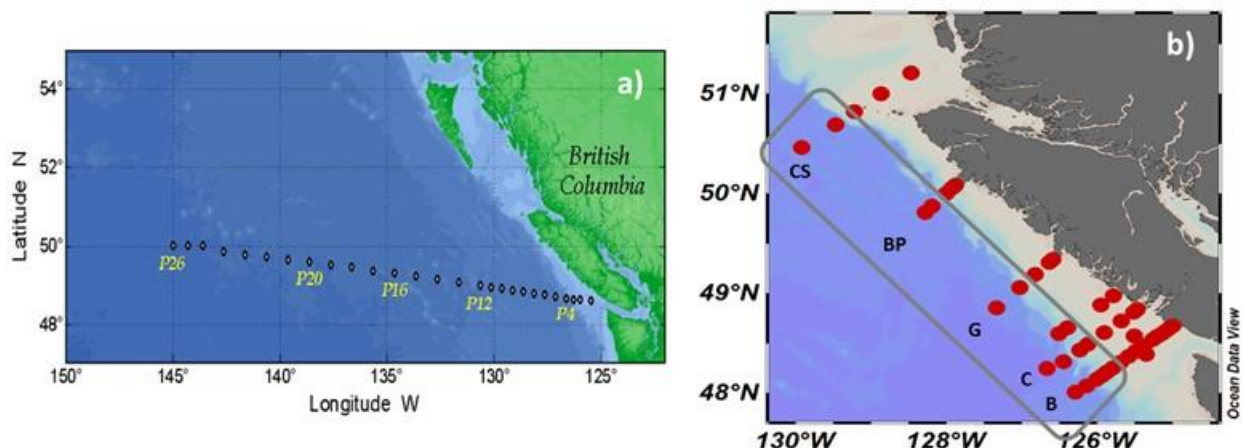 a)
54°
52°
50°
48°
Latitude N
British
Columbia
P26
P20
P16
P12
P4
150
145
140
135
130
125
Longitude W
b)
51°N
50°N
49°N
48°N
CS
BP
G
C
B
130°W
128°W
126°W
Ocean Data View